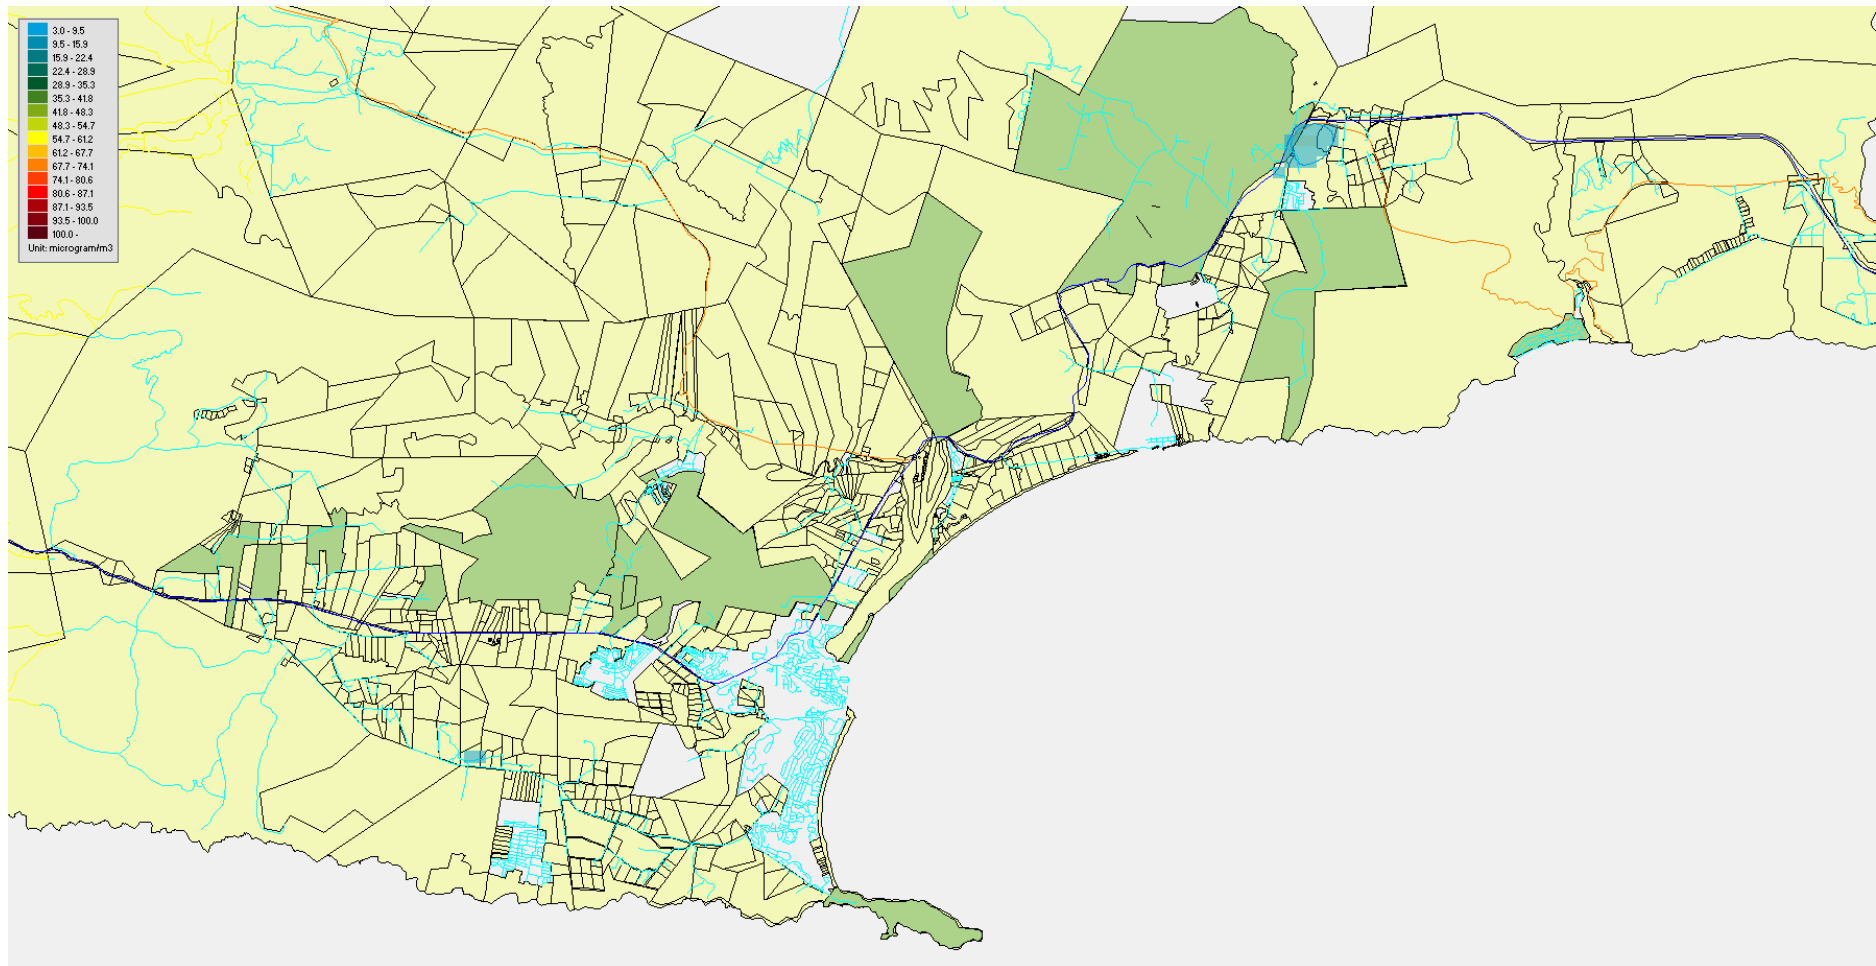 3.0 - 9.5
9.5 - 15.9
15.9 - 22.4
22.4 - 28.9
28.9 - 35.3
35.3 - 41.8
41.8 - 48.3
48.3 - 54.7
54.7 - 61.2
61.2 - 67.7
67.7 - 74.1
74.1 - 80.6
80.6 - 87.1
87.1 - 93.5
93.5 - 100.0
100.0 -
Unit: microgram/m3